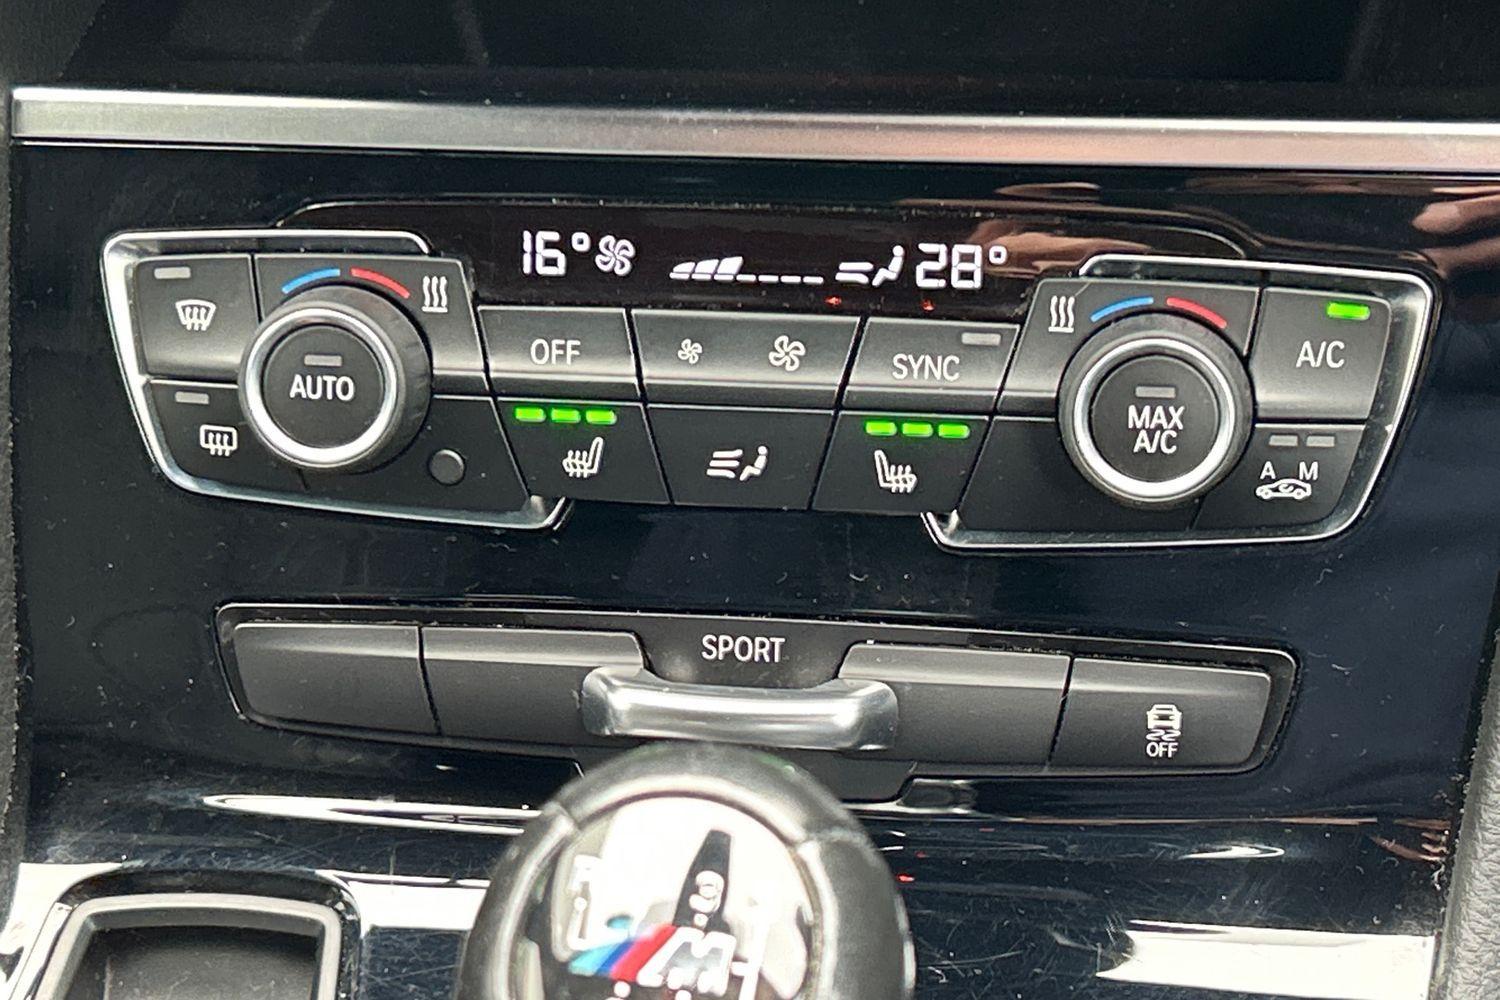 16° 28°
OFF
SYNC
A/C
AUTO
MAX
A/C
A M
SPORT
OFF
M